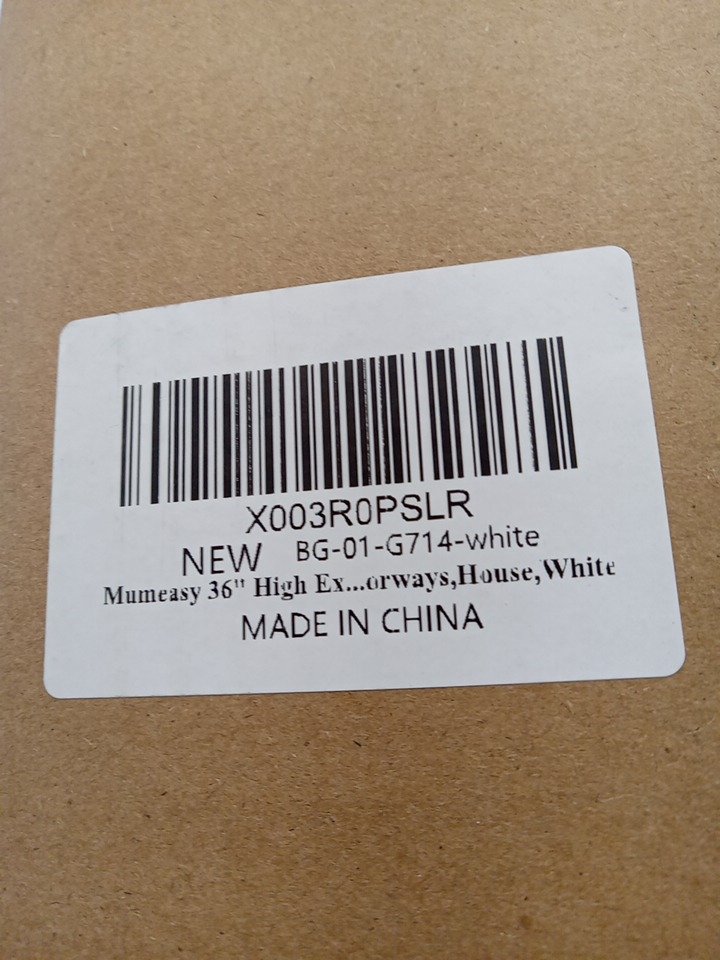 X003R0PSLR
NEW BG-01-G714-white
Mumeasy 36" High Ex...orways,House,White
MADE IN CHINA